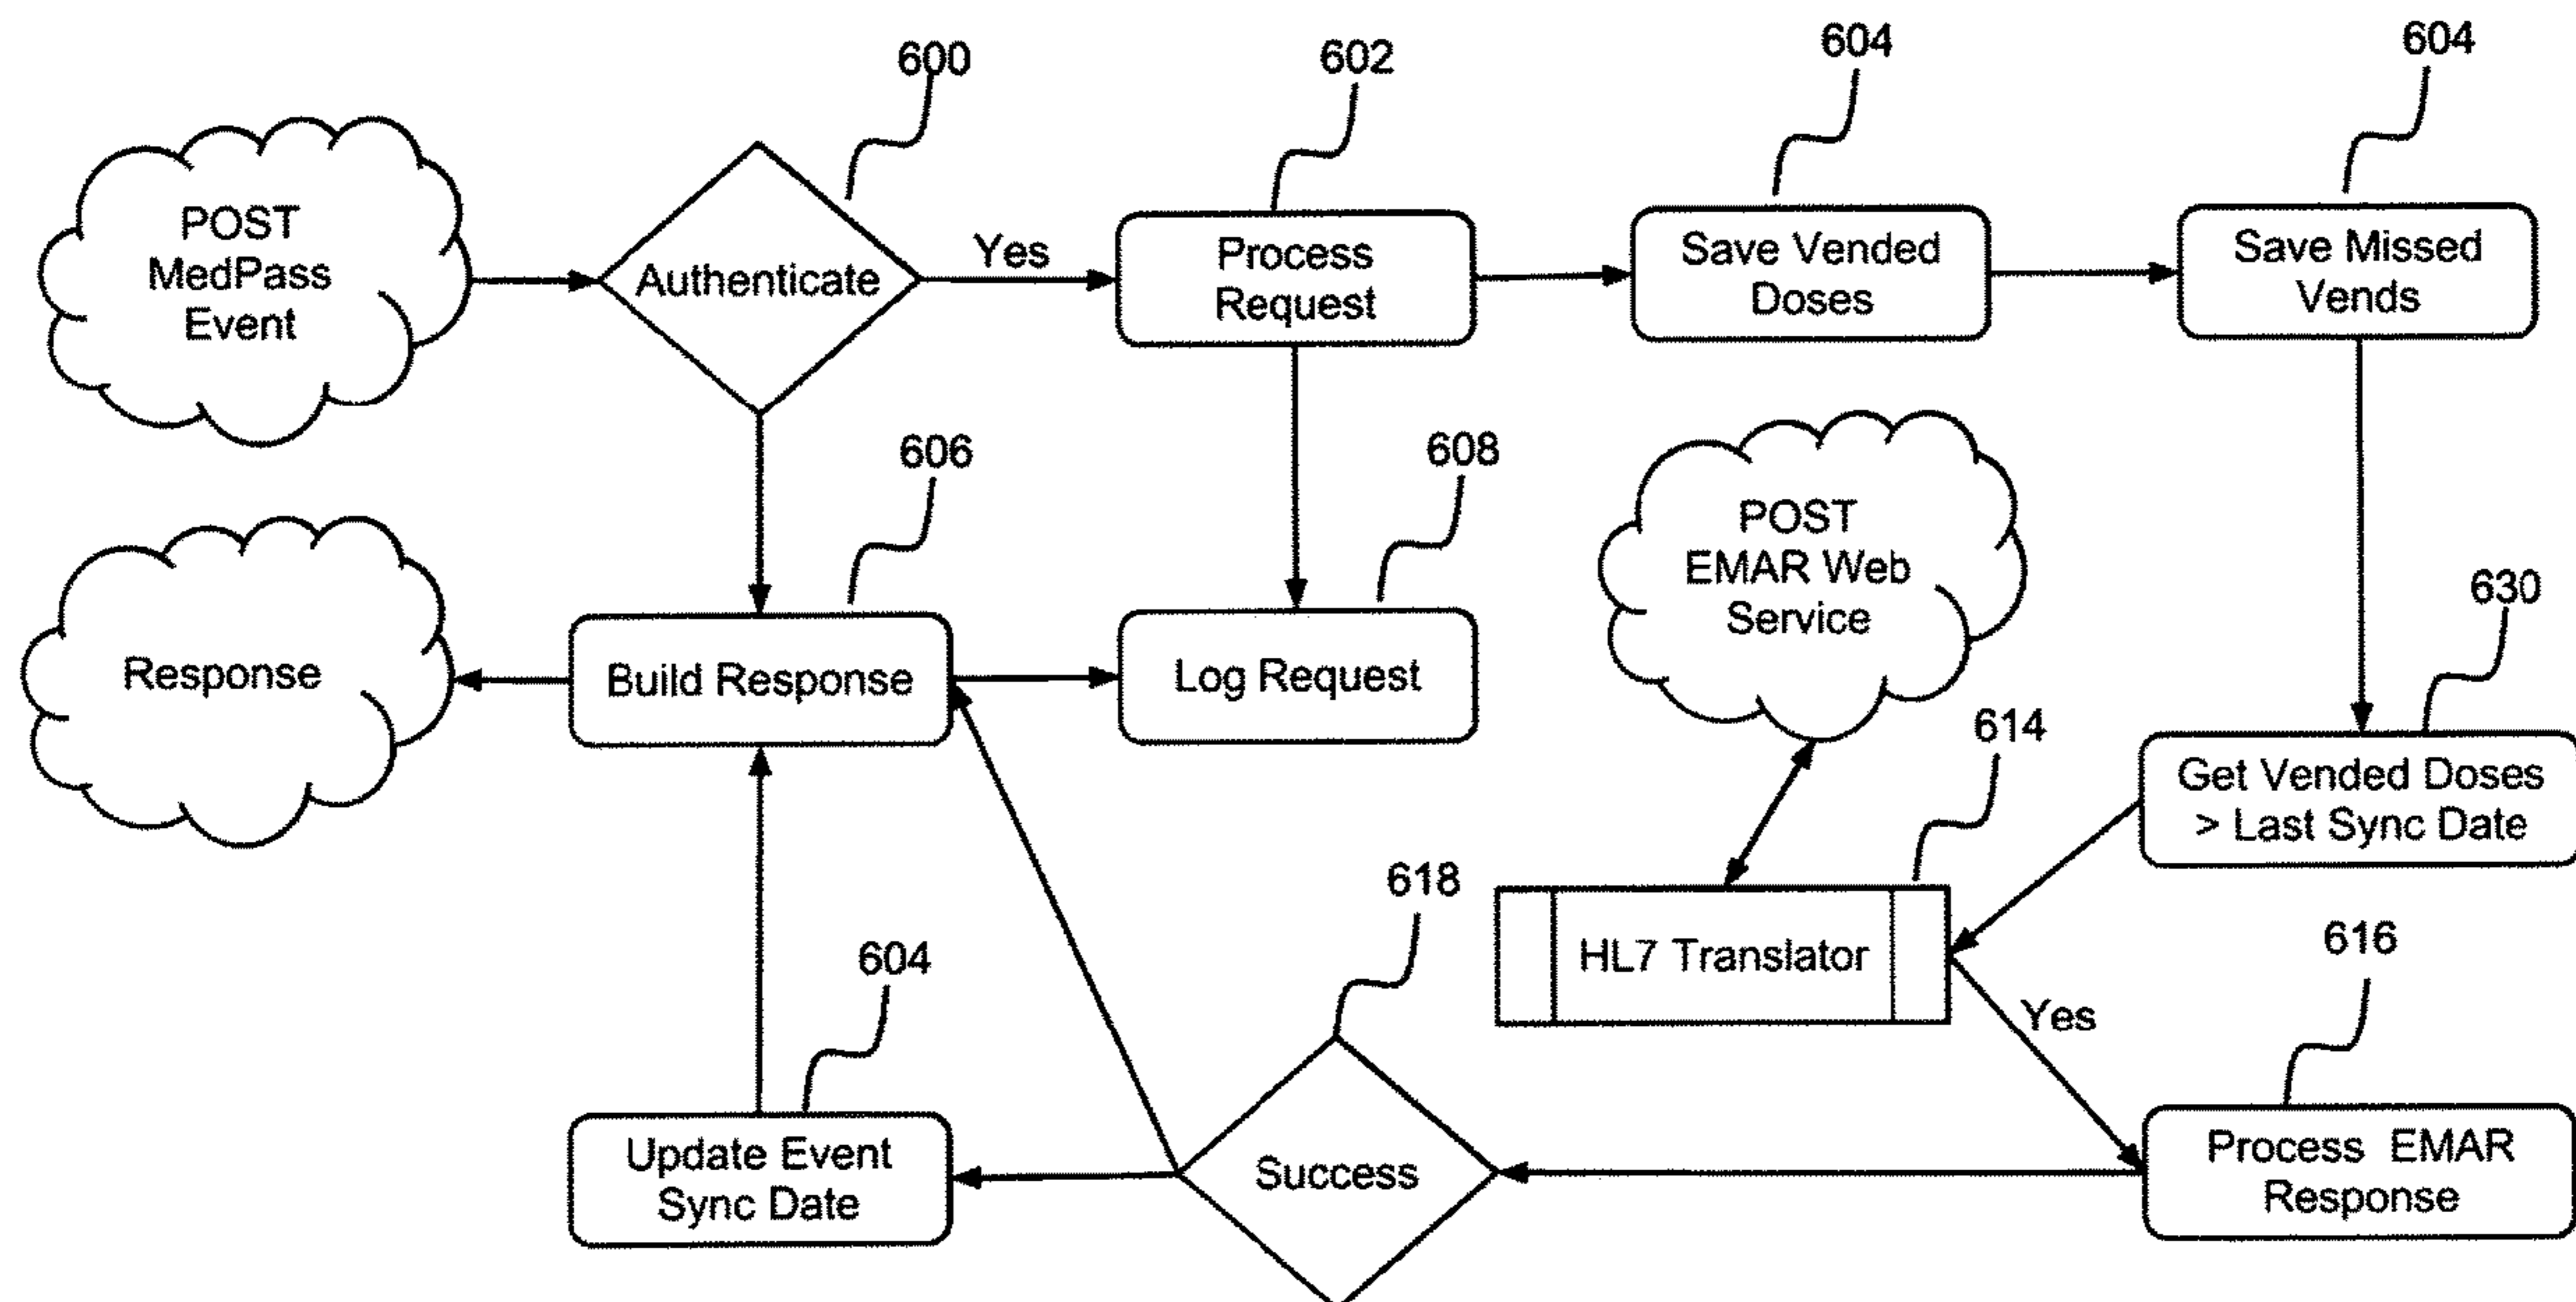 600
602
604
604
POST
MedPass
Event
Authenticate
Yes
Process
Request
Save Vended
Doses
Save Missed
Vends
606
608
POST
EMAR Web
Service
630
Response
Build Response
Log Request
614
Get Vended Doses
> Last Sync Date
618
604
HL7 Translator
616
Yes
Update Event
Sync Date
Success
Process EMAR
Response